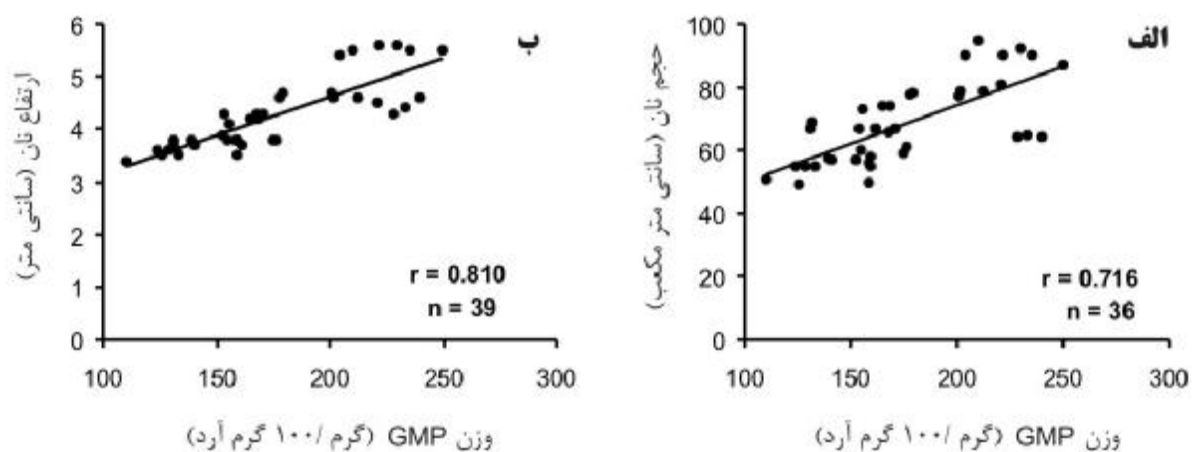 الف
حجم نان (سانتی متر مکعب)
100
80
60
40
20
0
r = 0.716
n = 36
100 150 200 250 300
وزن GMP (گرم /۱۰۰ گرم آرد)
ب
ارتفاع نان (سانتی متر)
6
5
4
3
2
1
0
r = 0.810
n = 39
100 150 200 250 300
وزن GMP (گرم /۱۰۰ گرم آرد)